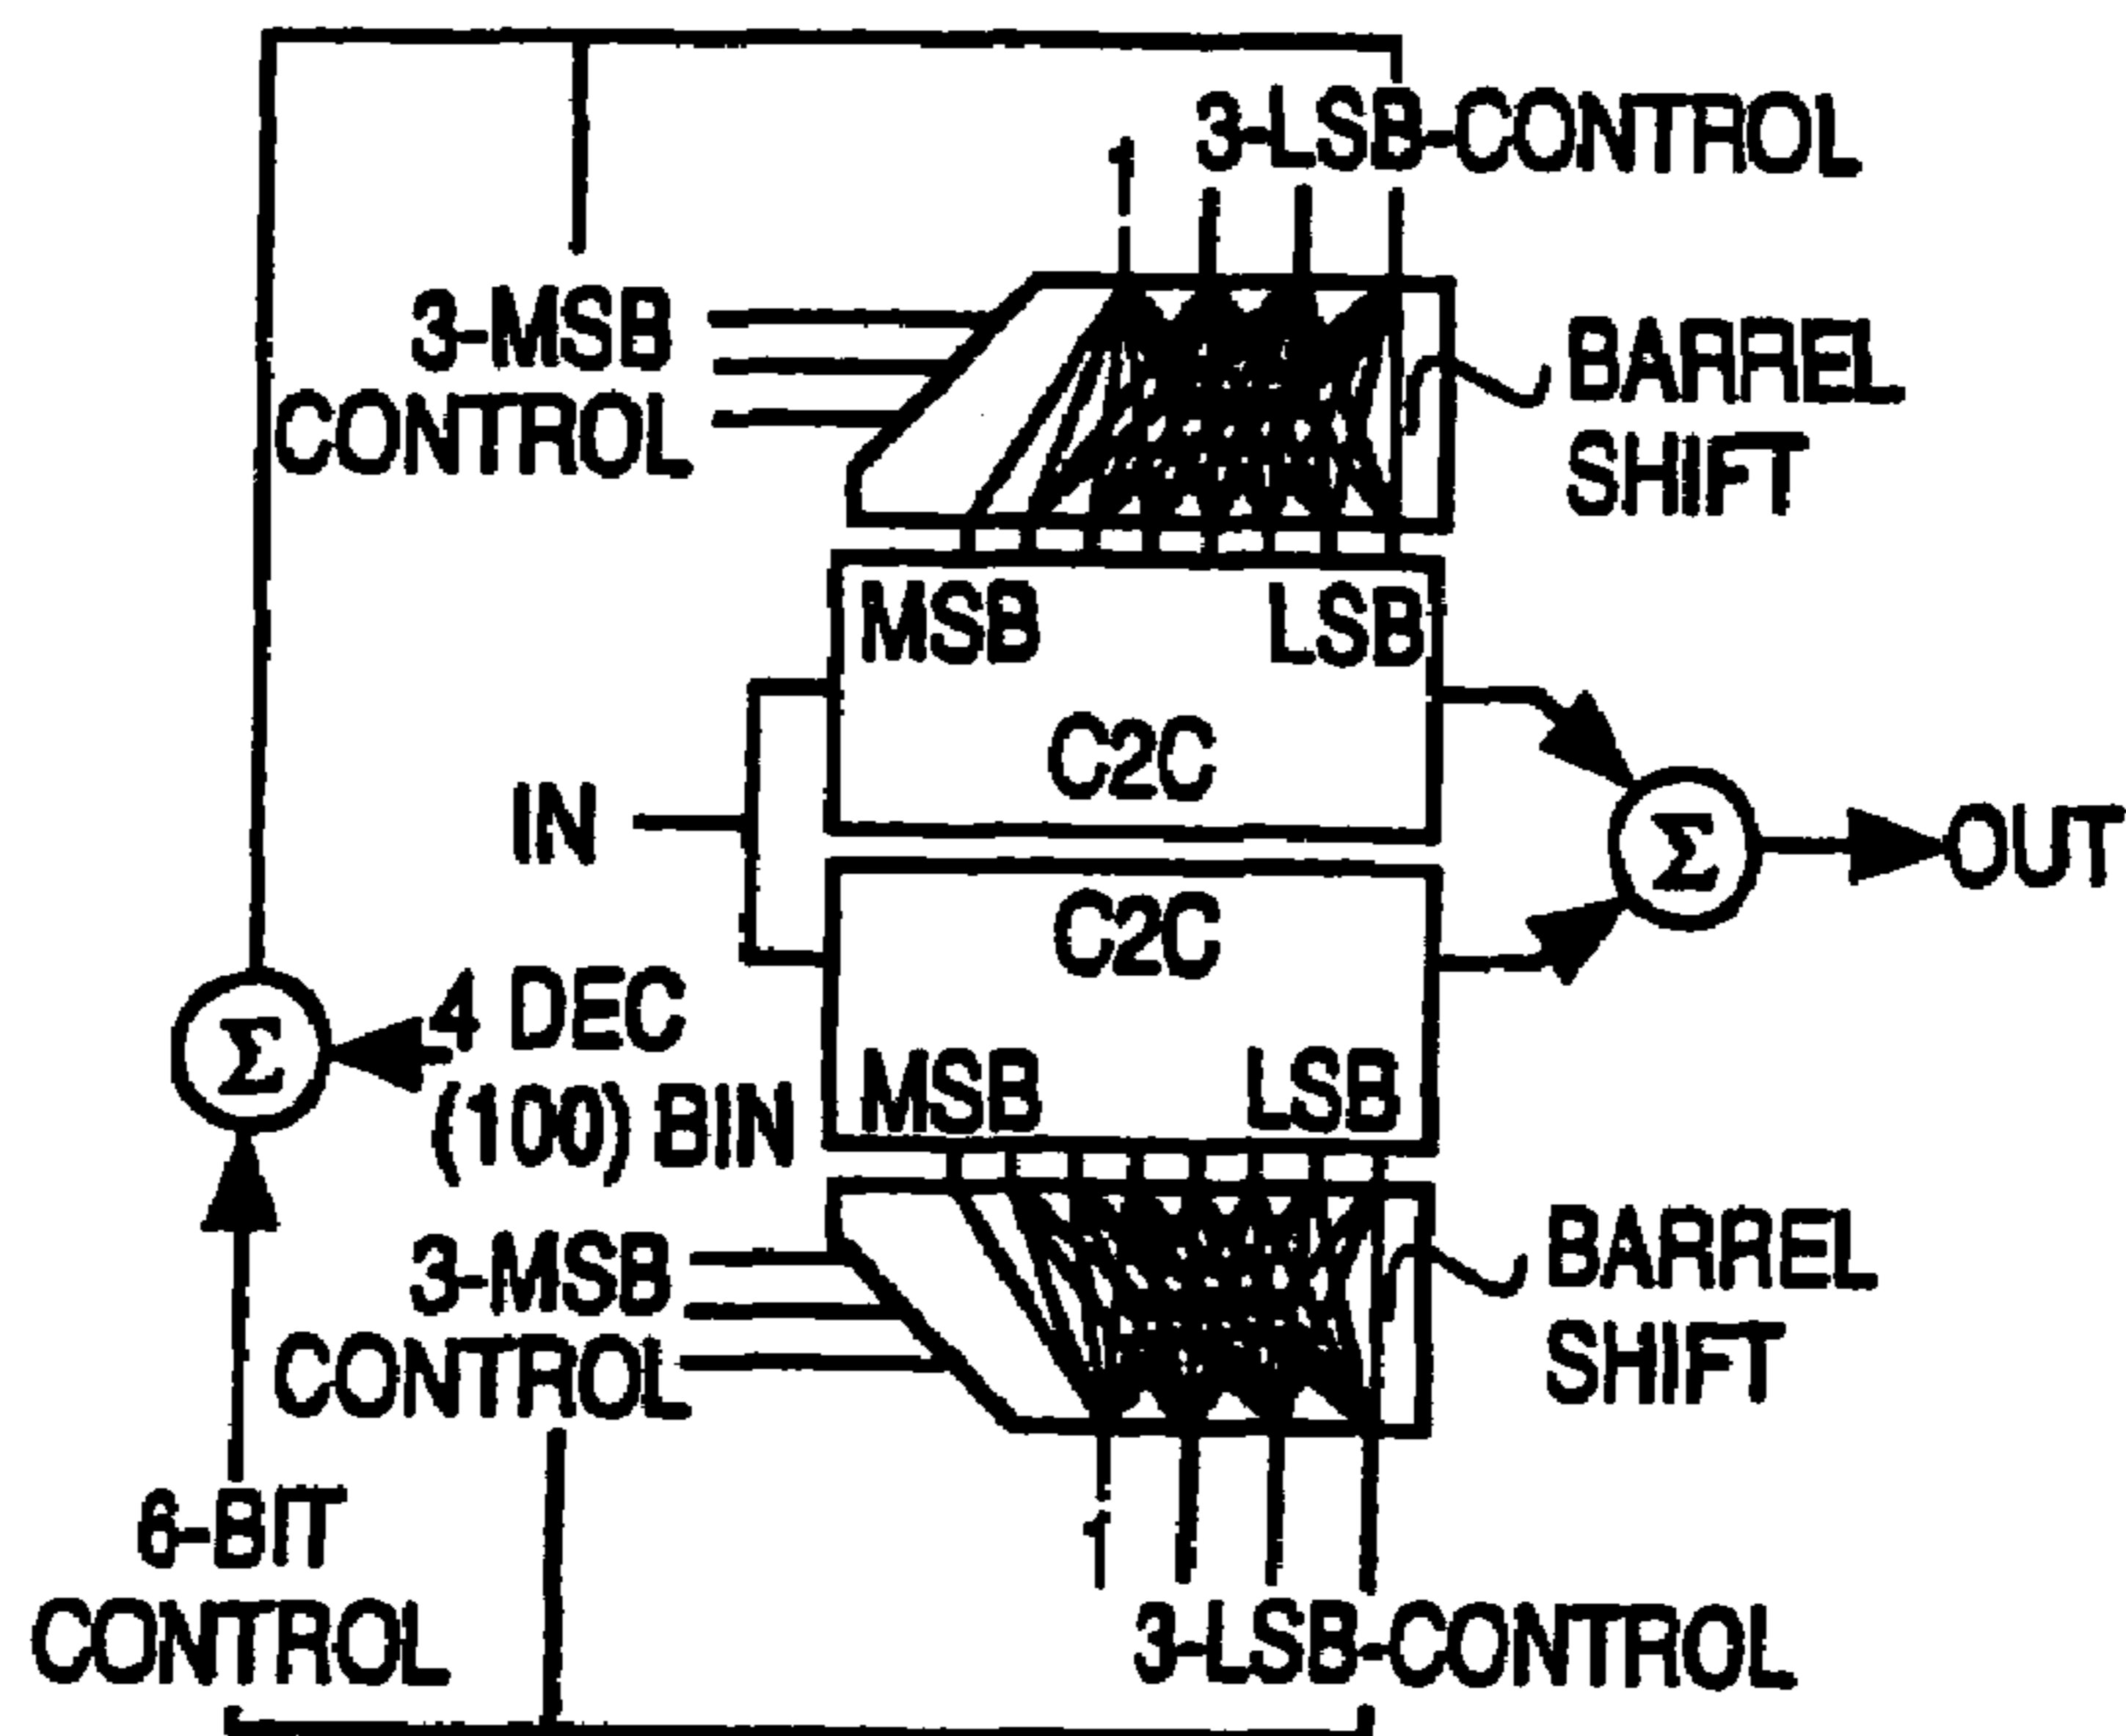 1
3-LSB-CONTROL
3-MSB
CONTROL
BARREL
SHIFT
MSB
LSB
C2C
IN
Σ
OUT
C2C
4 DEC
Σ
(100) BIN
MSB
LSB
3-MSB
CONTROL
BARREL
SHIFT
6-BIT
CONTROL
1
3-LSB-CONTROL